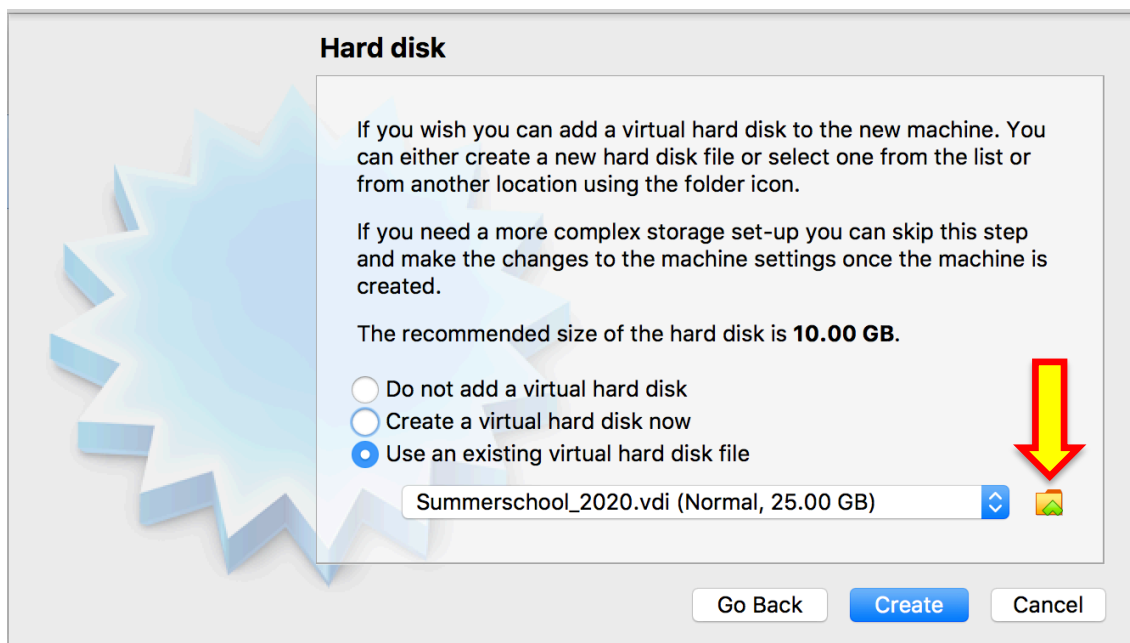 Hard disk
If you wish you can add a virtual hard disk to the new machine. You
can either create a new hard disk file or select one from the list or
from another location using the folder icon.
If you need a more complex storage set-up you can skip this step
and make the changes to the machine settings once the machine is
created.
The recommended size of the hard disk is 10.00 GB.
Do not add a virtual hard disk
Create a virtual hard disk now
Use an existing virtual hard disk file
Summerschool_2020.vdi (Normal, 25.00 GB)
Go Back Create Cancel